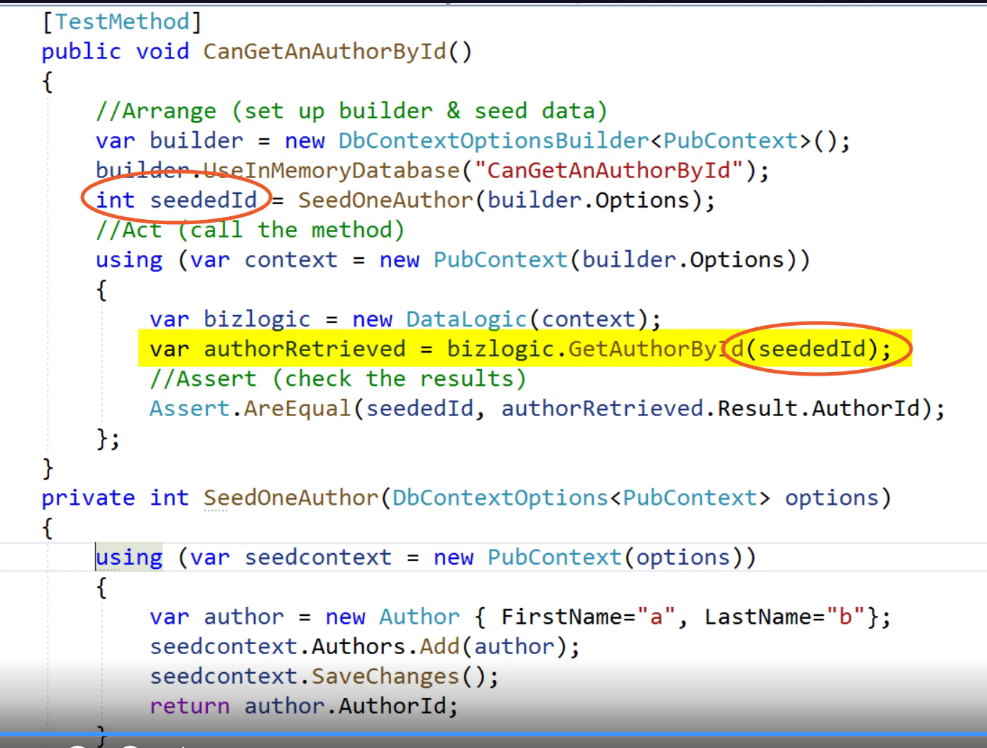 [TestMethod]
public void CanGetAnAuthorById()
{
//Arrange (set up builder & seed data)
var builder = new DbContextOptionsBuilder<PubContext>();
builder.UseInMemoryDatabase("CanGetAnAuthorById");
int seededId = SeedOneAuthor(builder.Options);
//Act (call the method)
using (var context = new PubContext(builder.Options))
{
var bizlogic = new DataLogic(context);
var authorRetrieved = bizlogic.GetAuthorById(seededId);
//Assert (check the results)
Assert.AreEqual(seededId, authorRetrieved.Result.AuthorId);
};
}
private int SeedOneAuthor(DbContextOptions<PubContext> options)
{
using (var seedcontext = new PubContext(options))
{
var author = new Author { FirstName="a", LastName="b"};
seedcontext.Authors.Add(author);
seedcontext.SaveChanges();
return author.AuthorId;
}